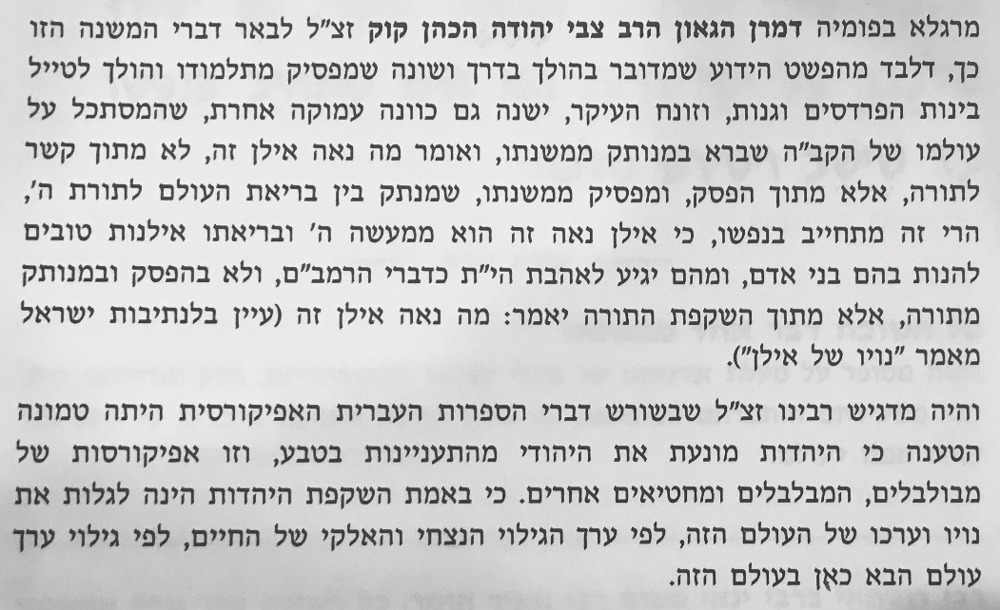 מרגלא בפומיה דמרן הגאון הרב צבי יהודה הכהן קוק זצ"ל לבאר דברי המשנה הזו
כך, דלבד מהפשט הידוע שמדובר בהולך בדרך ושונה שמפסיק מתלמודו והולך לטייל
בינות הפרדסים וגנות, וזונח העיקר, ישנה גם כוונה עמוקה אחרת, שהמסתכל על
עולמו של הקב"ה שברא במנותק ממשנתו, ואומר מה נאה אילן זה, לא מתוך קשר
לתורה, אלא מתוך הפסק, ומפסיק ממשנתו, שמנתק בין בריאת העולם לתורת ה',
הרי זה מתחייב בנפשו, כי אילן נאה זה הוא ממעשה ה' ובריאתו אילנות טובים
להנות בהם בני אדם, ומהם יגיע לאהבת הי"ת כדברי הרמב"ם, ולא בהפסק ובמנותק
מתורה, אלא מתוך השקפת התורה יאמר: מה נאה אילן זה (עיין בלנתיבות ישראל
מאמר "נויו של אילן").
והיה מדגיש רבינו זצ"ל שבשורש דברי הספרות העברית האפיקורסית היתה טמונה
הטענה כי היהדות מונעת את היהודי מהתעניינות בטבע, וזו אפיקורסות של
מבולבלים, המבלבלים ומחטיאים אחרים. כי באמת השקפת היהדות הינה לגלות את
נויו וערכו של העולם הזה, לפי ערך הגילוי הנצחי והאלקי של החיים, לפי גילוי ערך
עולם הבא כאן בעולם הזה.